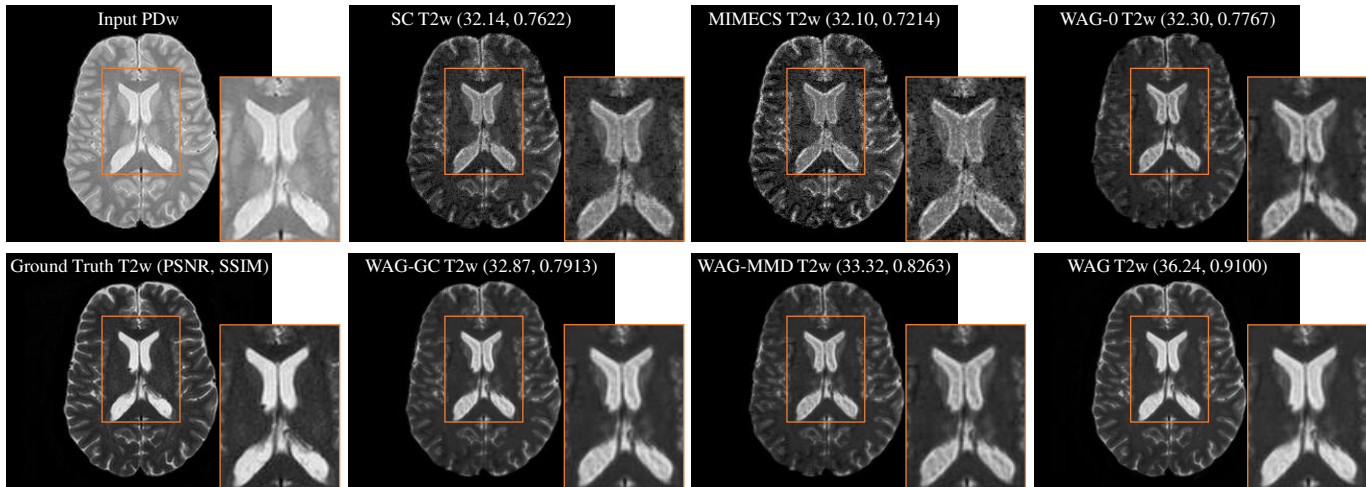 Input PDw
SC T2w (32.14, 0.7622)
MIMECS T2w (32.10, 0.7214)
WAG-0 T2w (32.30, 0.7767)
Ground Truth T2w (PSNR, SSIM)
WAG-GC T2w (32.87, 0.7913)
WAG-MMD T2w (33.32, 0.8263)
WAG T2w (36.24, 0.9100)